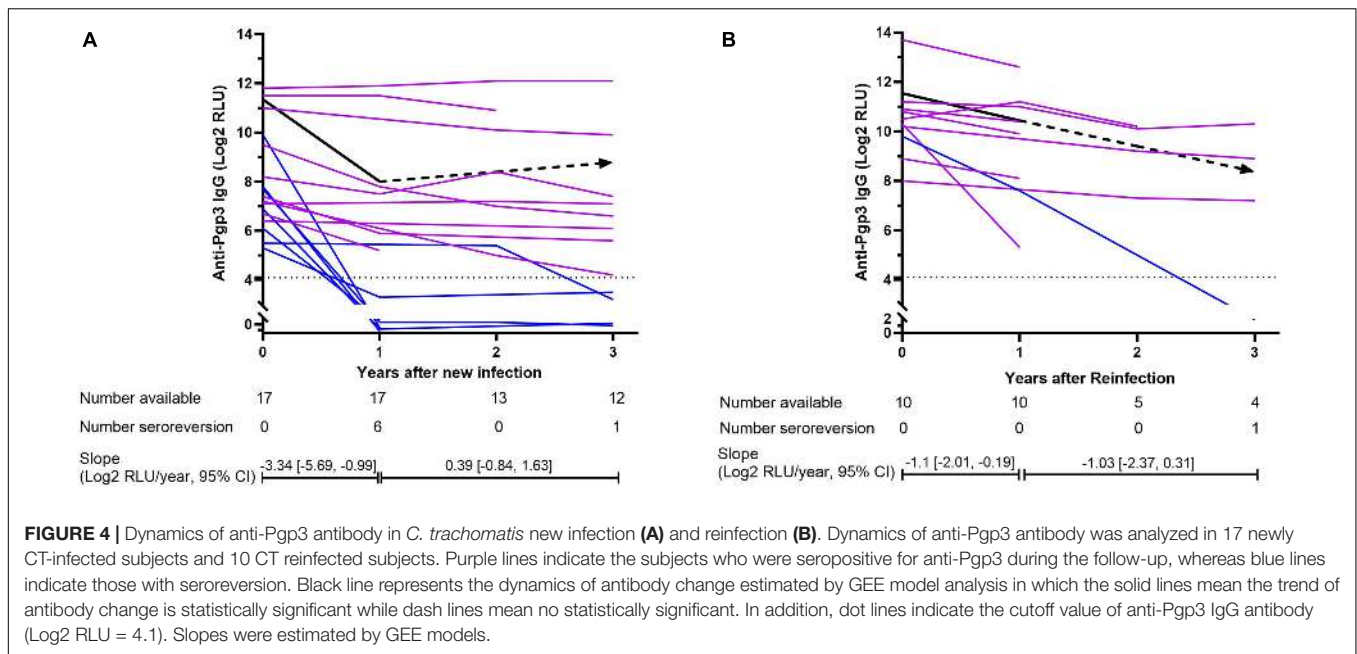 A
Anti-Pgp3 IgG (Log2 RLU)
14
12
10
8
6
4
0
0 1 2 3
Years after new infection
Number available 17 17 13 12
Number seroreversion 0 6 0 1
Slope
(Log2 RLU/year, 95% CI) -3.34 [-5.69, -0.99] 0.39 [-0.84, 1.63]
B
Anti-Pgp3 IgG (Log2 RLU)
14
12
10
8
6
4
2
0
0 1 2 3
Years after Reinfection
Number available 10 10 5 4
Number seroreversion 0 0 0 1
Slope
(Log2 RLU/year, 95% CI) -1.1 [-2.01, -0.19] -1.03 [-2.37, 0.31]
FIGURE 4 | Dynamics of anti-Pgp3 antibody in C. trachomatis new infection (A) and reinfection (B). Dynamics of anti-Pgp3 antibody was analyzed in 17 newly
CT-infected subjects and 10 CT reinfected subjects. Purple lines indicate the subjects who were seropositive for anti-Pgp3 during the follow-up, whereas blue lines
indicate those with seroreversion. Black line represents the dynamics of antibody change estimated by GEE model analysis in which the solid lines mean the trend of
antibody change is statistically significant while dash lines mean no statistically significant. In addition, dot lines indicate the cutoff value of anti-Pgp3 IgG antibody
(Log2 RLU = 4.1). Slopes were estimated by GEE models.